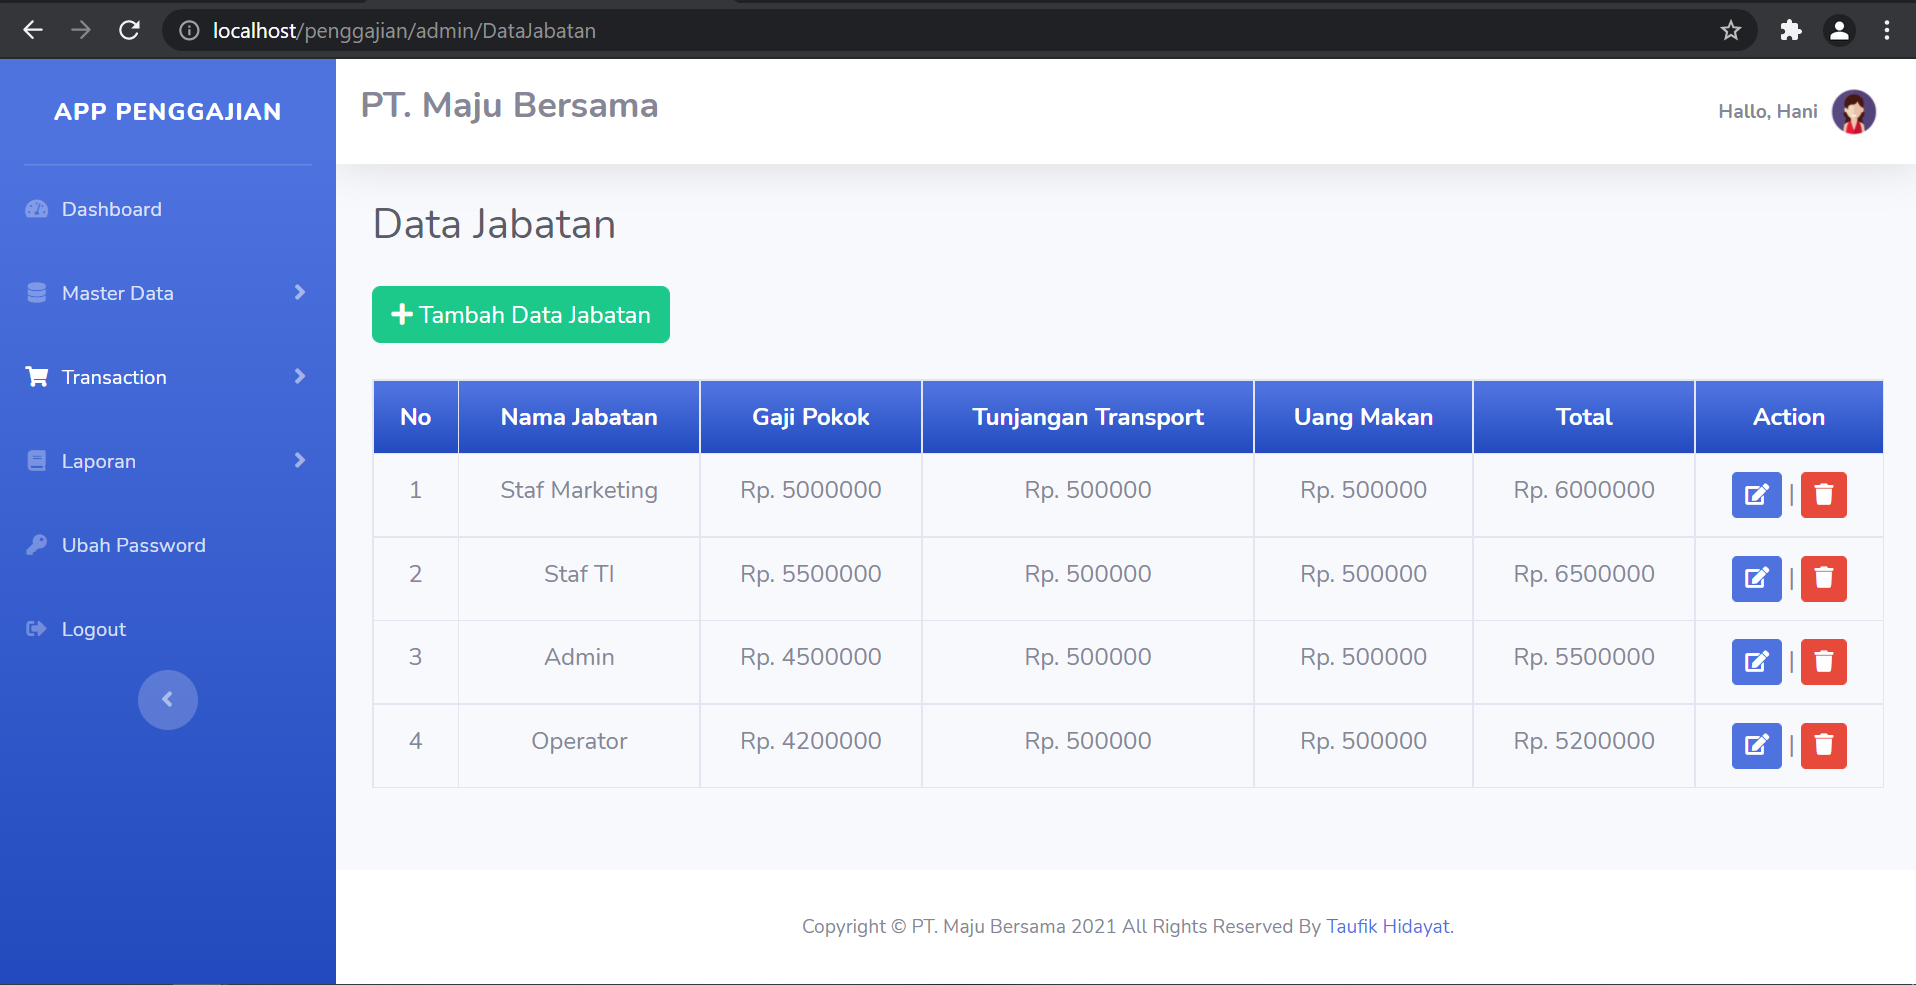 localhost/penggajian/admin/DataJabatan
APP PENGGAJIAN
PT. Maju Bersama
Hallo, Hani
Dashboard
Master Data
Transaction
Laporan
Ubah Password
Logout
Data Jabatan
Tambah Data Jabatan
No Nama Jabatan Gaji Pokok Tunjangan Transport Uang Makan Total Action
1 Staf Marketing Rp. 5000000 Rp. 500000 Rp. 500000 Rp. 6000000 |
2 Staf TI Rp. 5500000 Rp. 500000 Rp. 500000 Rp. 6500000 |
3 Admin Rp. 4500000 Rp. 500000 Rp. 500000 Rp. 5500000 |
4 Operator Rp. 4200000 Rp. 500000 Rp. 500000 Rp. 5200000 |
Copyright © PT. Maju Bersama 2021 All Rights Reserved By Taufik Hidayat.